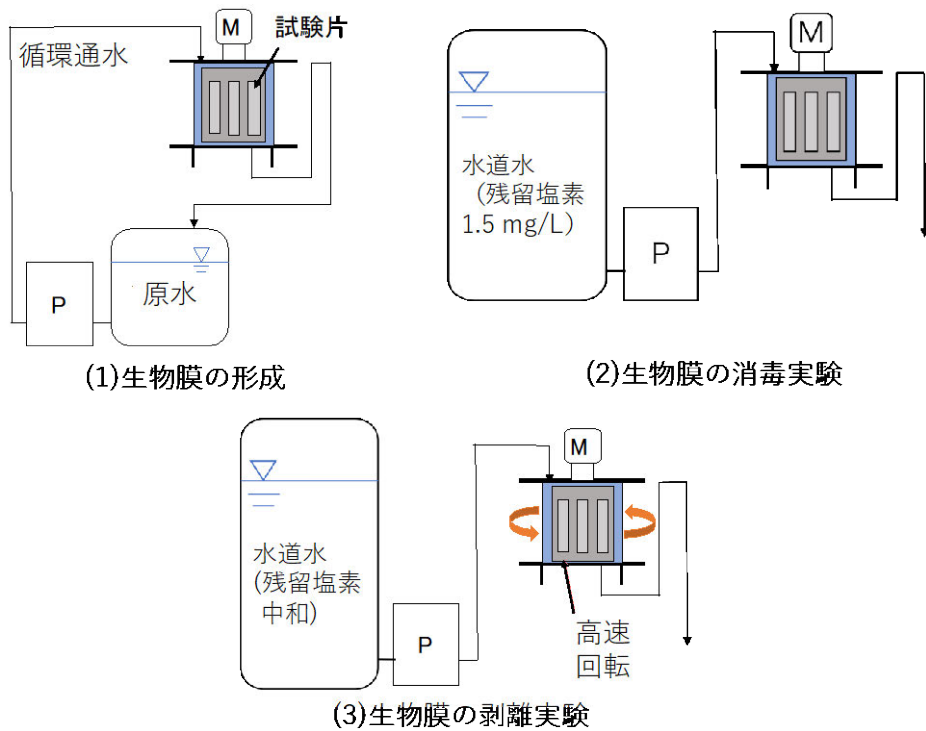 M
試験片
循環通水
P
原水
(1)生物膜の形成
M
水道水
（残留塩素
1.5 mg/L）
P
(2)生物膜の消毒実験
M
水道水
(残留塩素
中和)
P
高速
回転
(3)生物膜の剥離実験